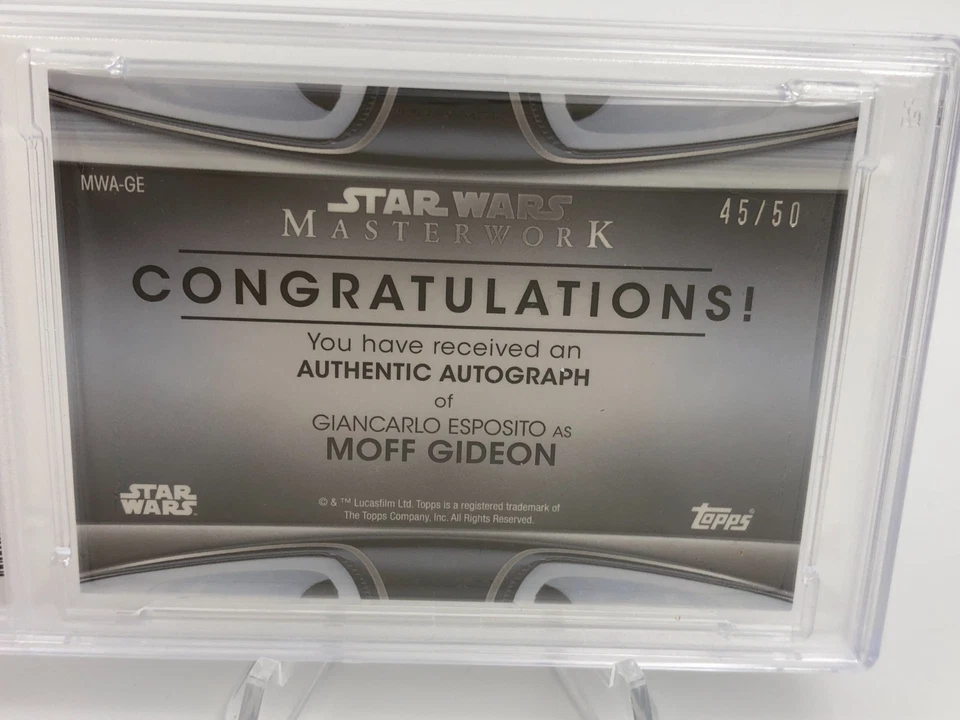 MWA-GE
STAR WARS
MASTERWORK
45/50
CONGRATULATIONS!
You have received an
AUTHENTIC AUTOGRAPH
of
GIANCARLO ESPOSITO AS
MOFF GIDEON
STAR
WARS
© & ™ Lucasfilm Ltd. Topps is a registered trademark of
The Topps Company, Inc. All Rights Reserved.
Topps®